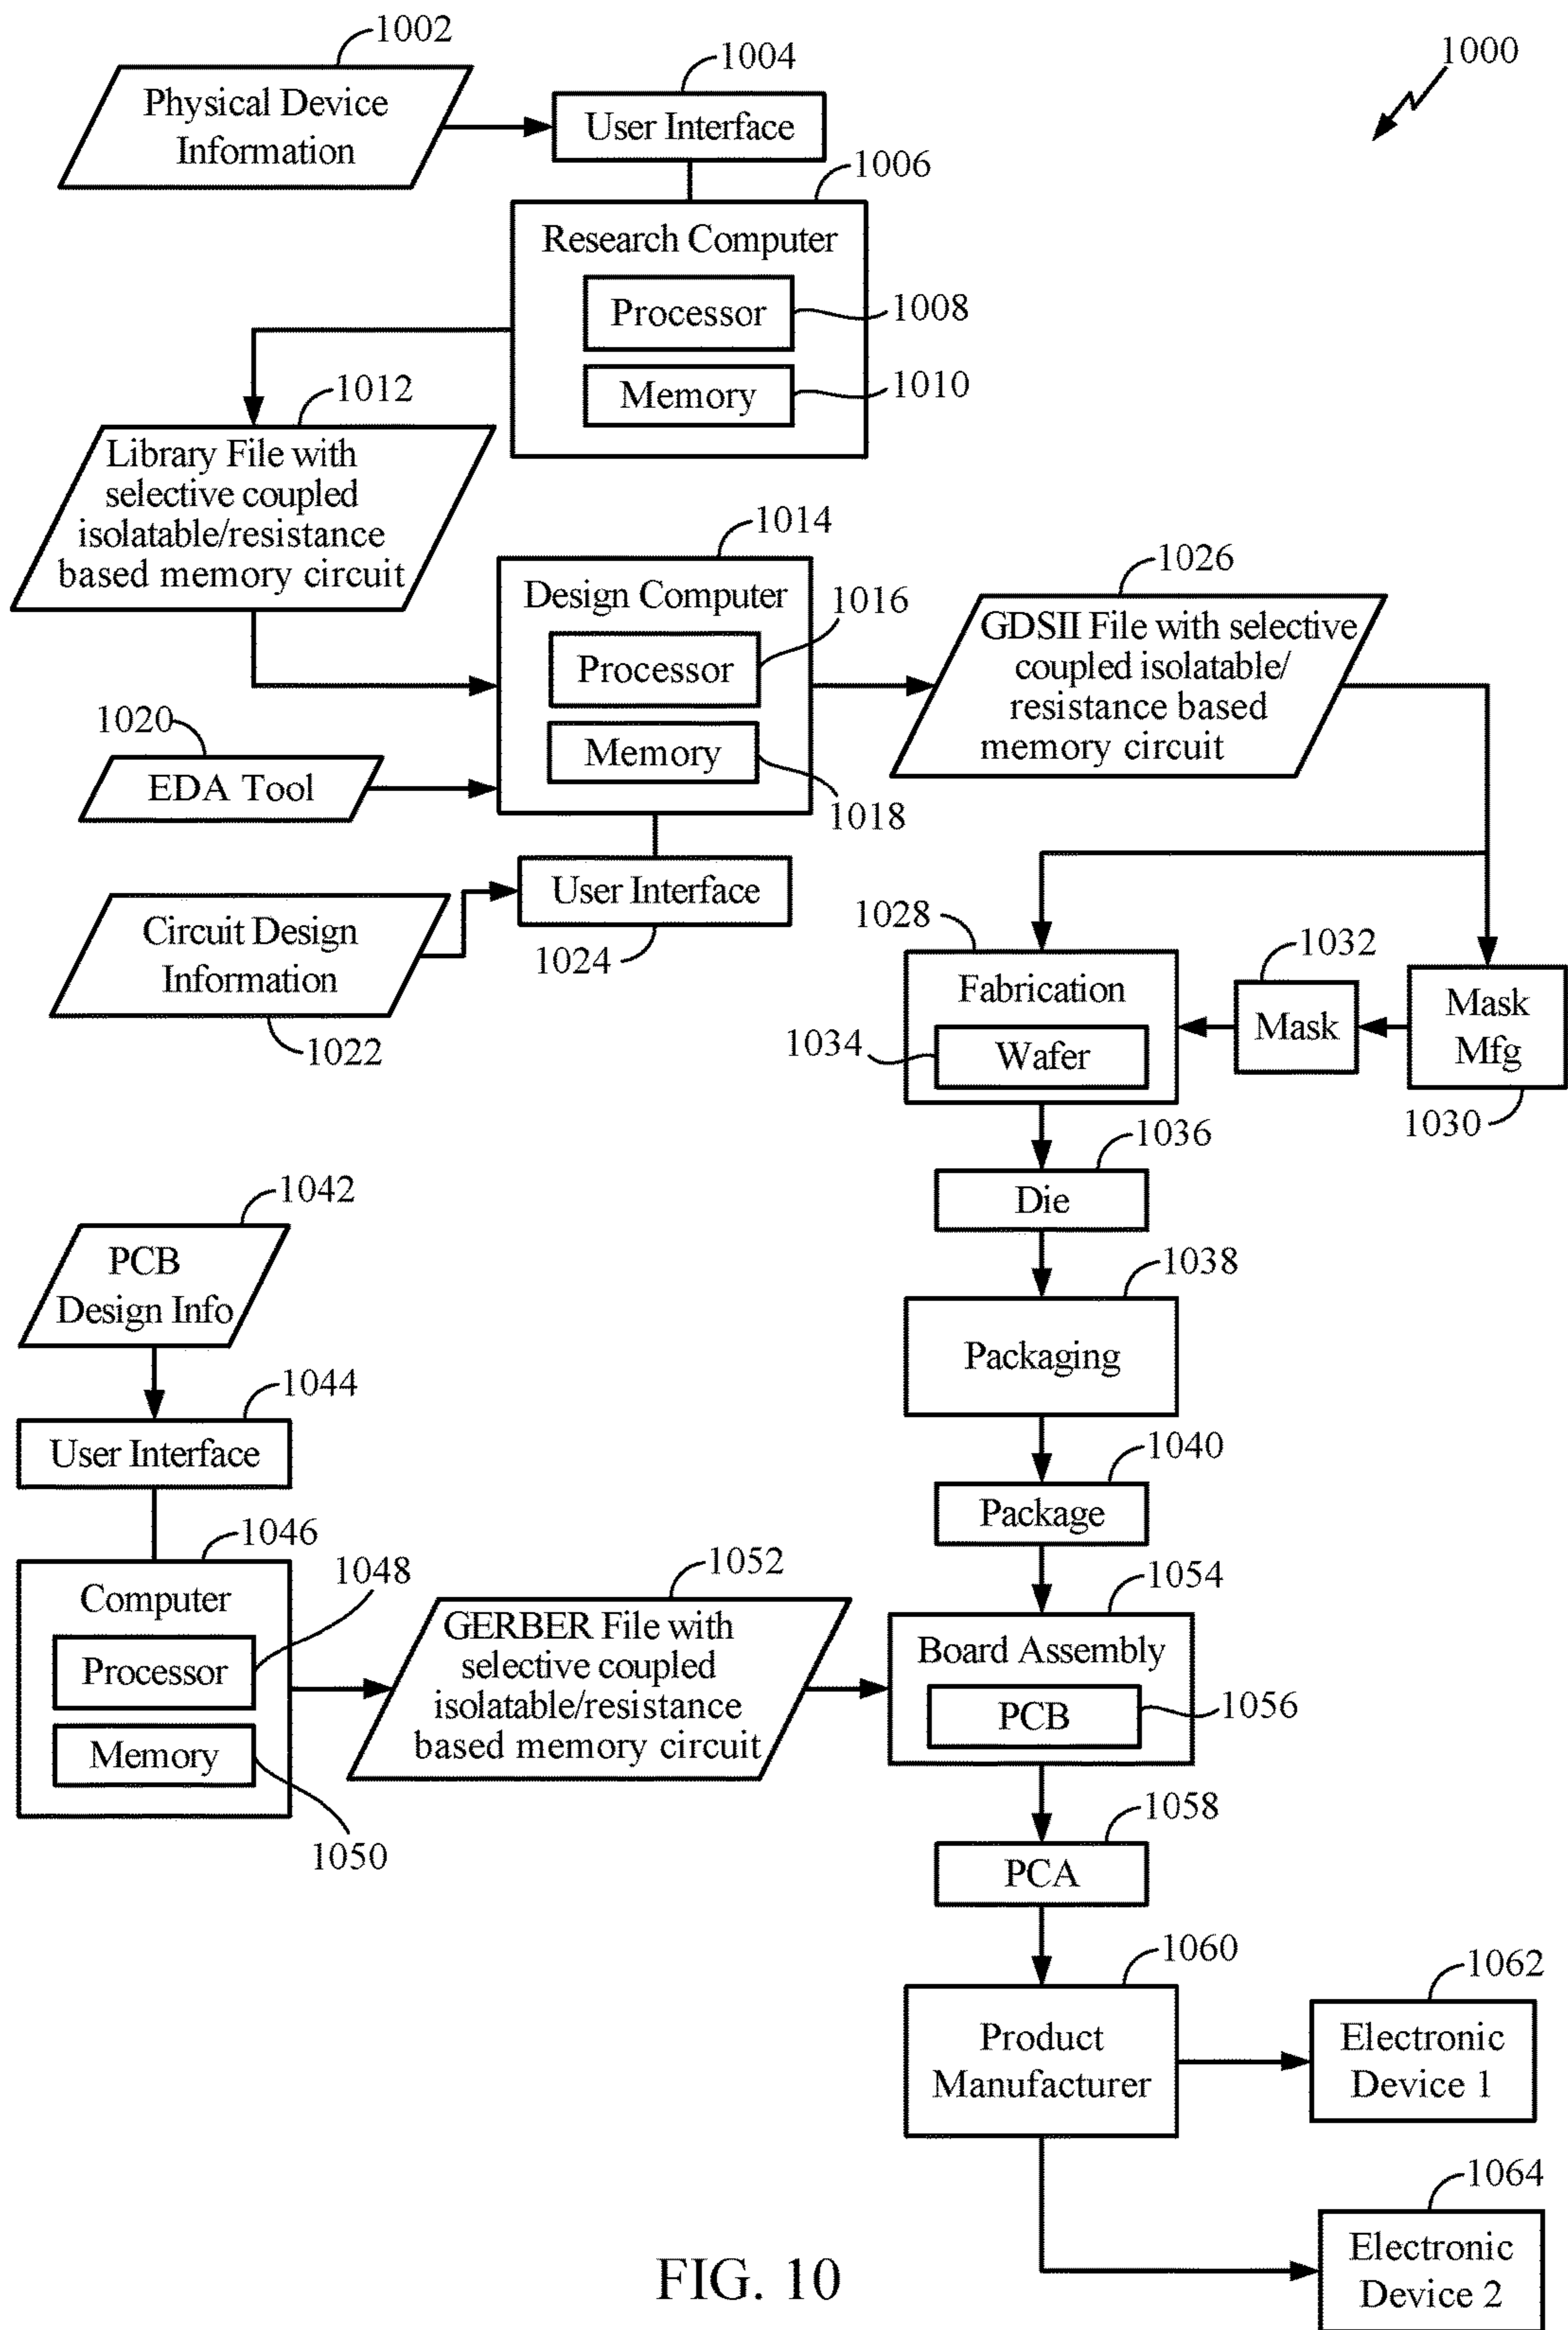 1002
Physical Device
Information
1004
User Interface
1000
1006
Research Computer
Processor
1008
Memory
1010
1012
Library File with
selective coupled
isolatable/resistance
based memory circuit
1014
Design Computer
1016
Processor
Memory
1018
1020
EDA Tool
1026
GDSII File with selective
coupled isolatable/
resistance based
memory circuit
User Interface
1024
Circuit Design
Information
1022
1028
Fabrication
1034
Wafer
1032
Mask
Mask
Mfg
1030
1036
Die
1038
Packaging
1040
Package
1042
PCB
Design Info
1044
User Interface
1046
Computer
1048
Processor
Memory
1050
1052
GERBER File with
selective coupled
isolatable/resistance
based memory circuit
1054
Board Assembly
PCB
1056
1058
PCA
1060
Product
Manufacturer
1062
Electronic
Device 1
1064
Electronic
Device 2
FIG. 10